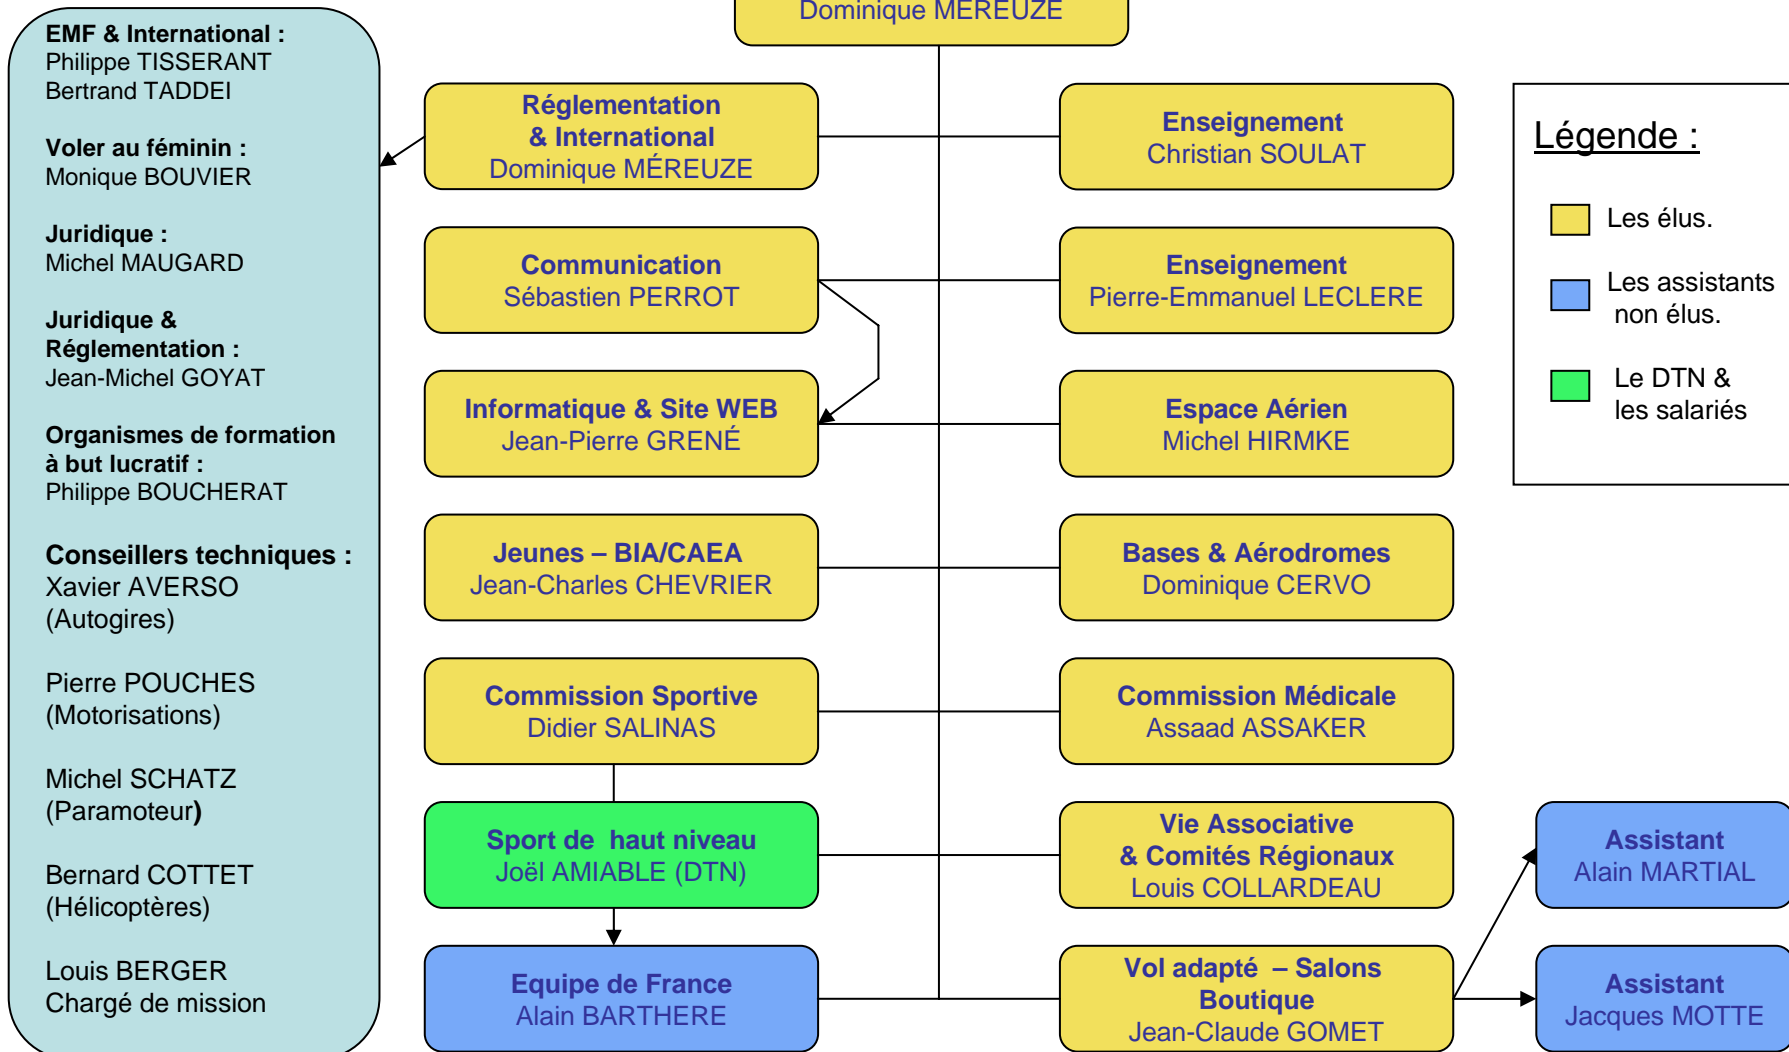 Dominique MEREUZE
EMF & International :
Philippe TISSERANT
Bertrand TADDEI
Voler au féminin :
Monique BOUVIER
Juridique :
Michel MAUGARD
Juridique &
Réglementation :
Jean-Michel GOYAT
Organismes de formation
à but lucratif :
Philippe BOUCHERAT
Conseillers techniques :
Xavier AVERSO
(Autogires)
Pierre POUCHES
(Motorisations)
Michel SCHATZ
(Paramoteur)
Bernard COTTET
(Hélicoptères)
Louis BERGER
Chargé de mission
Réglementation
& International
Dominique MÉREUZE
Enseignement
Christian SOULAT
Communication
Sébastien PERROT
Enseignement
Pierre-Emmanuel LECLERE
Informatique & Site WEB
Jean-Pierre GRENÉ
Espace Aérien
Michel HIRMKE
Jeunes – BIA/CAEA
Jean-Charles CHEVRIER
Bases & Aérodromes
Dominique CERVO
Commission Sportive
Didier SALINAS
Commission Médicale
Assaad ASSAKER
Sport de haut niveau
Joël AMIABLE (DTN)
Vie Associative
& Comités Régionaux
Louis COLLARDEAU
Assistant
Alain MARTIAL
Equipe de France
Alain BARTHERE
Vol adapté – Salons
Boutique
Jean-Claude GOMET
Assistant
Jacques MOTTE
Légende :
Les élus.
Les assistants
non élus.
Le DTN &
les salariés